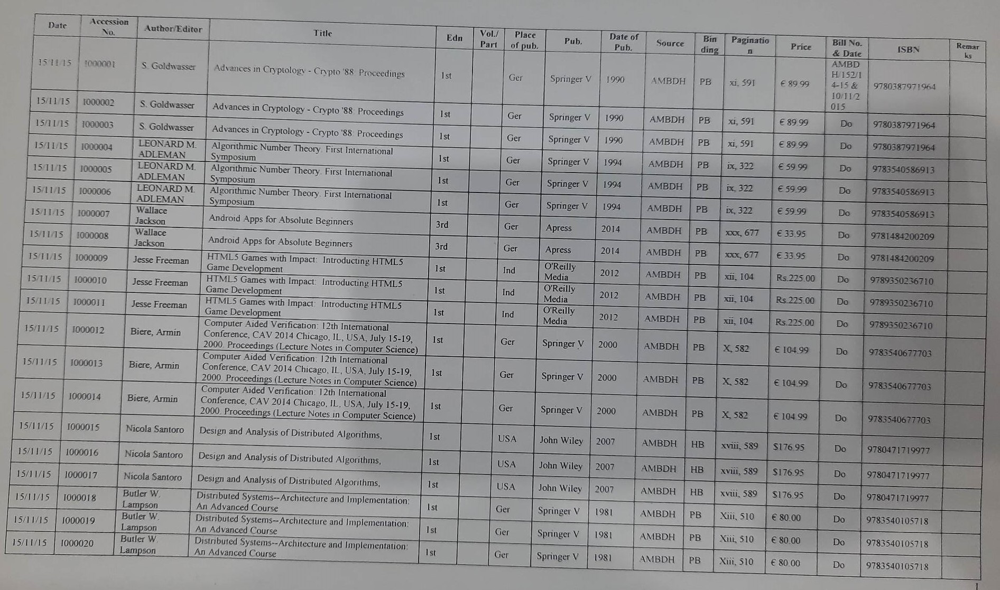 Date Accession No. Author/Editor Title Edn Vol./ Part Place of pub. Pub. Date of Pub. Source Bin ding Paginatio n Price Bill No. & Date ISBN Remar ks
15/11/15 I000001 S. Goldwasser Advances in Cryptology - Crypto '88 Proceedings 1st Ger Springer V 1990 AMBDH PB xi, 591 € 89.99 AMBD H/152/1 4-15 & 10/11/2 015 9780387971964
15/11/15 I000002 S. Goldwasser Advances in Cryptology - Crypto '88: Proceedings 1st Ger Springer V 1990 AMBDH PB xi, 591 € 89.99 Do 9780387971964
15/11/15 I000003 S. Goldwasser Advances in Cryptology - Crypto '88: Proceedings 1st Ger Springer V 1990 AMBDH PB xi, 591 € 89.99 Do 9780387971964
15/11/15 I000004 LEONARD M. ADLEMAN Algorithmic Number Theory. First International Symposium 1st Ger Springer V 1994 AMBDH PB ix, 322 € 59.99 Do 9783540586913
15/11/15 I000005 LEONARD M. ADLEMAN Algorithmic Number Theory. First International Symposium 1st Ger Springer V 1994 AMBDH PB ix, 322 € 59.99 Do 9783540586913
15/11/15 I000006 LEONARD M. ADLEMAN Algorithmic Number Theory. First International Symposium 1st Ger Springer V 1994 AMBDH PB ix, 322 € 59.99 Do 9783540586913
15/11/15 I000007 Wallace Jackson Android Apps for Absolute Beginners 3rd Ger Apress 2014 AMBDH PB xxx, 677 € 33.95 Do 9781484200209
15/11/15 I000008 Wallace Jackson Android Apps for Absolute Beginners 3rd Ger Apress 2014 AMBDH PB xxx, 677 € 33.95 Do 9781484200209
15/11/15 I000009 Jesse Freeman HTML5 Games with Impact: Introducting HTML5 Game Development 1st Ind O'Reilly Media 2012 AMBDH PB xii, 104 Rs.225.00 Do 9789350236710
15/11/15 I000010 Jesse Freeman HTML5 Games with Impact: Introducting HTML5 Game Development 1st Ind O'Reilly Media 2012 AMBDH PB xii, 104 Rs.225.00 Do 9789350236710
15/11/15 I000011 Jesse Freeman HTML5 Games with Impact: Introducting HTML5 Game Development 1st Ind O'Reilly Media 2012 AMBDH PB xii, 104 Rs.225.00 Do 9789350236710
15/11/15 I000012 Biere, Armin Computer Aided Verification: 12th International Conference, CAV 2014 Chicago, IL, USA, July 15-19, 2000. Proceedings (Lecture Notes in Computer Science) 1st Ger Springer V 2000 AMBDH PB X, 582 € 104.99 Do 9783540677703
15/11/15 I000013 Biere, Armin Computer Aided Verification: 12th International Conference, CAV 2014 Chicago, IL, USA, July 15-19, 2000. Proceedings (Lecture Notes in Computer Science) 1st Ger Springer V 2000 AMBDH PB X, 582 € 104.99 Do 9783540677703
15/11/15 I000014 Biere, Armin Computer Aided Verification: 12th International Conference, CAV 2014 Chicago, IL, USA, July 15-19, 2000. Proceedings (Lecture Notes in Computer Science) 1st Ger Springer V 2000 AMBDH PB X, 582 € 104.99 Do 9783540677703
15/11/15 I000015 Nicola Santoro Design and Analysis of Distributed Algorithms, 1st USA John Wiley 2007 AMBDH HB xviii, 589 $176.95 Do 9780471719977
15/11/15 I000016 Nicola Santoro Design and Analysis of Distributed Algorithms, 1st USA John Wiley 2007 AMBDH HB xviii, 589 $176.95 Do 9780471719977
15/11/15 I000017 Nicola Santoro Design and Analysis of Distributed Algorithms, 1st USA John Wiley 2007 AMBDH HB xviii, 589 $176.95 Do 9780471719977
15/11/15 I000018 Butler W. Lampson Distributed Systems--Architecture and Implementation: An Advanced Course 1st Ger Springer V 1981 AMBDH PB Xiii, 510 € 80.00 Do 9783540105718
15/11/15 I000019 Butler W. Lampson Distributed Systems--Architecture and Implementation: An Advanced Course 1st Ger Springer V 1981 AMBDH PB Xiii, 510 € 80.00 Do 9783540105718
15/11/15 I000020 Butler W. Lampson Distributed Systems--Architecture and Implementation: An Advanced Course 1st Ger Springer V 1981 AMBDH PB Xiii, 510 € 80.00 Do 9783540105718
1